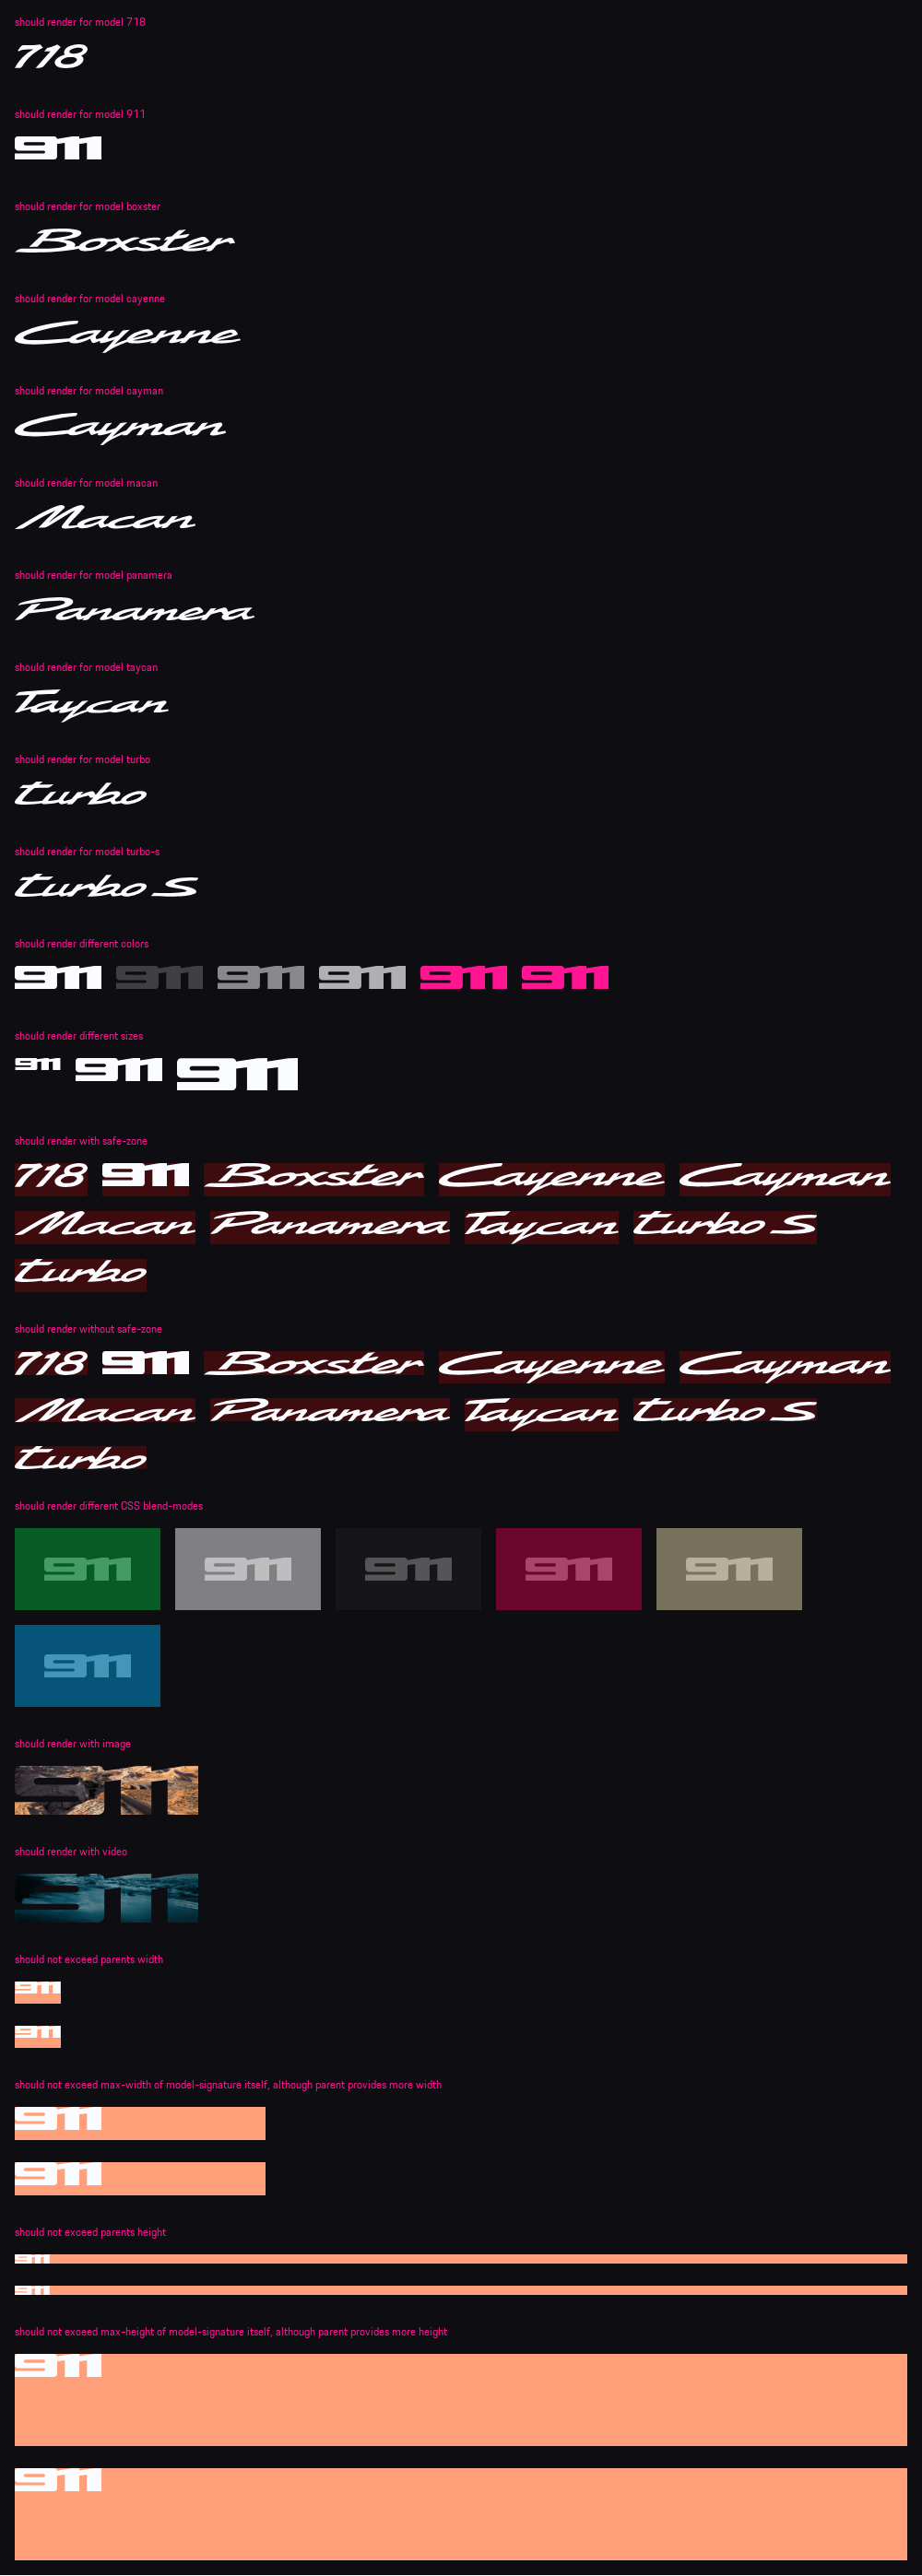 should render for model 718
718
should render for model 911
911
should render for model boxster
Boxster
should render for model cayenne
Cayenne
should render for model cayman
Cayman
should render for model macan
Macan
should render for model panamera
Panamera
should render for model taycan
Taycan
should render for model turbo
turbo
should render for model turbo-s
turbo S
should render different colors
911 911 911 911 911 911
should render different sizes
911 911 911
should render with safe-zone
718 911 Boxster Cayenne Cayman
Macan Panamera Taycan turbo S
turbo
should render without safe-zone
718 911 Boxster Cayenne Cayman
Macan Panamera Taycan turbo S
turbo
should render different CSS blend-modes
911 911 911 911 911
911
should render with image
911
should render with video
911
should not exceed parents width
911
911
should not exceed max-width of model-signature itself, although parent provides more width
911
911
should not exceed parents height
911
911
should not exceed max-height of model-signature itself, although parent provides more height
911
911